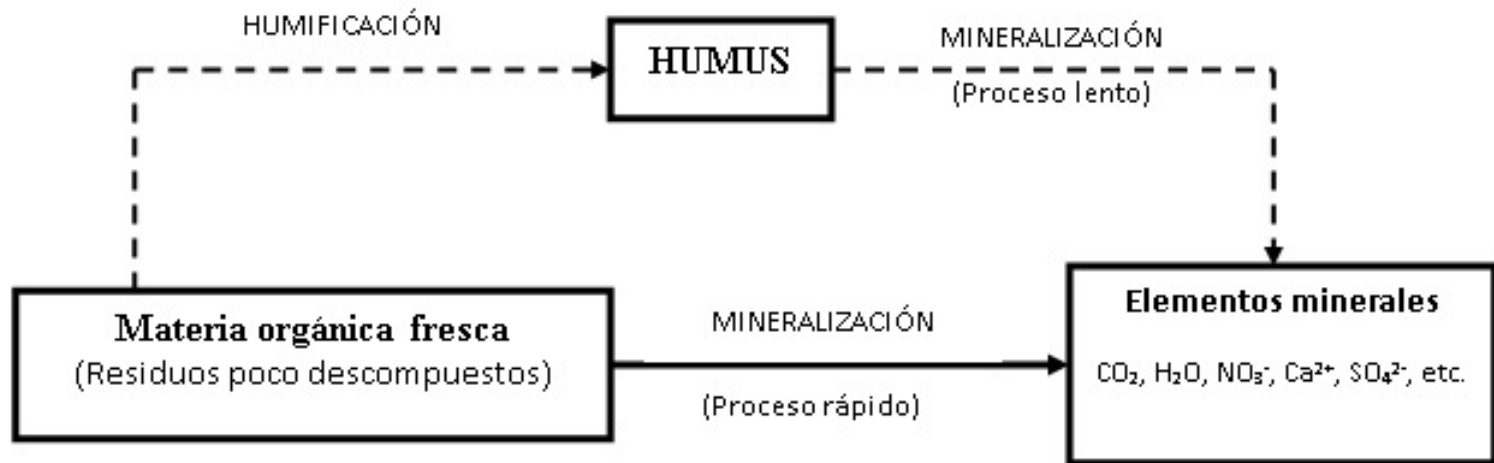 HUMIFICACIÓN
HUMUS
MINERALIZACIÓN
(Proceso lento)
Materia orgánica fresca
(Residuos poco descompuestos)
MINERALIZACIÓN
(Proceso rápido)
Elementos minerales
CO₂, H₂O, NO₃⁻, Ca²⁺, SO₄²⁻, etc.